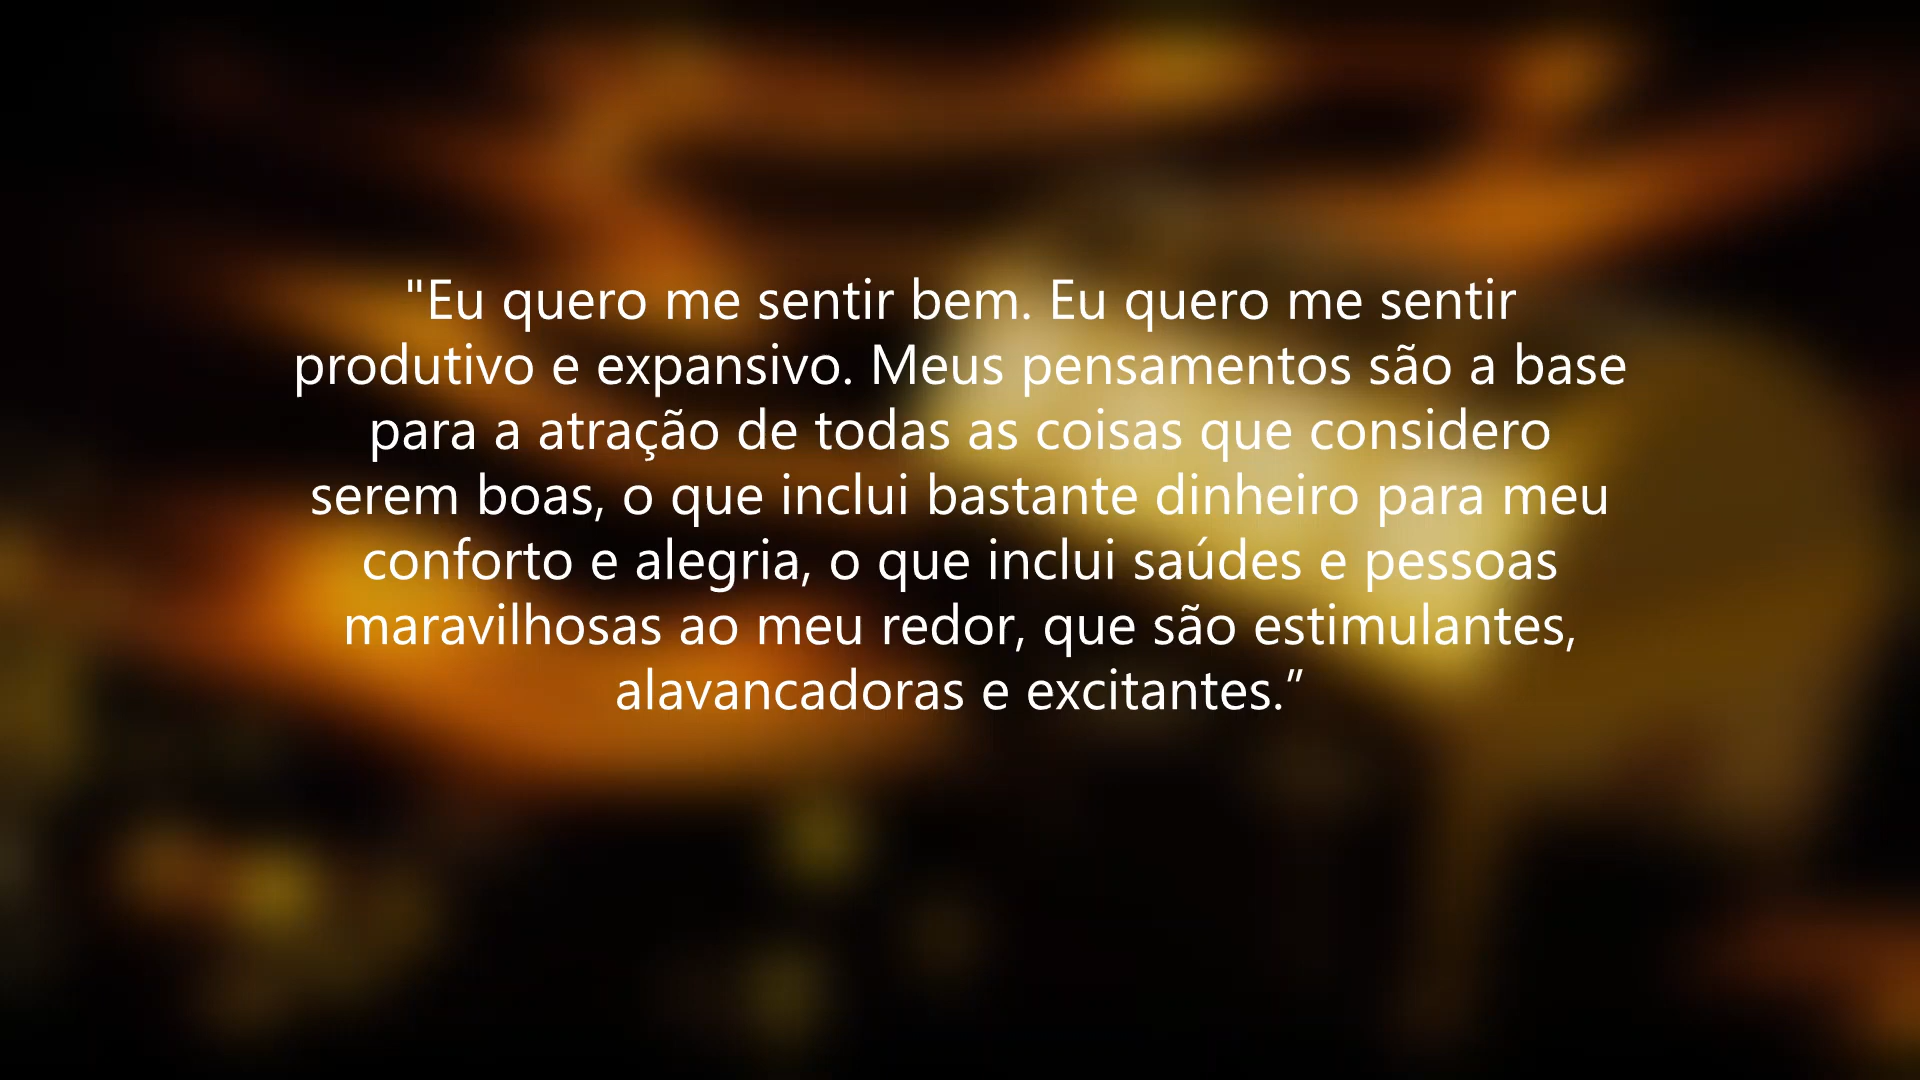 "Eu quero me sentir bem. Eu quero me sentir
produtivo e expansivo. Meus pensamentos são a base
para a atração de todas as coisas que considero
serem boas, o que inclui bastante dinheiro para meu
conforto e alegria, o que inclui saúdes e pessoas
maravilhosas ao meu redor, que são estimulantes,
alavancadoras e excitantes.”